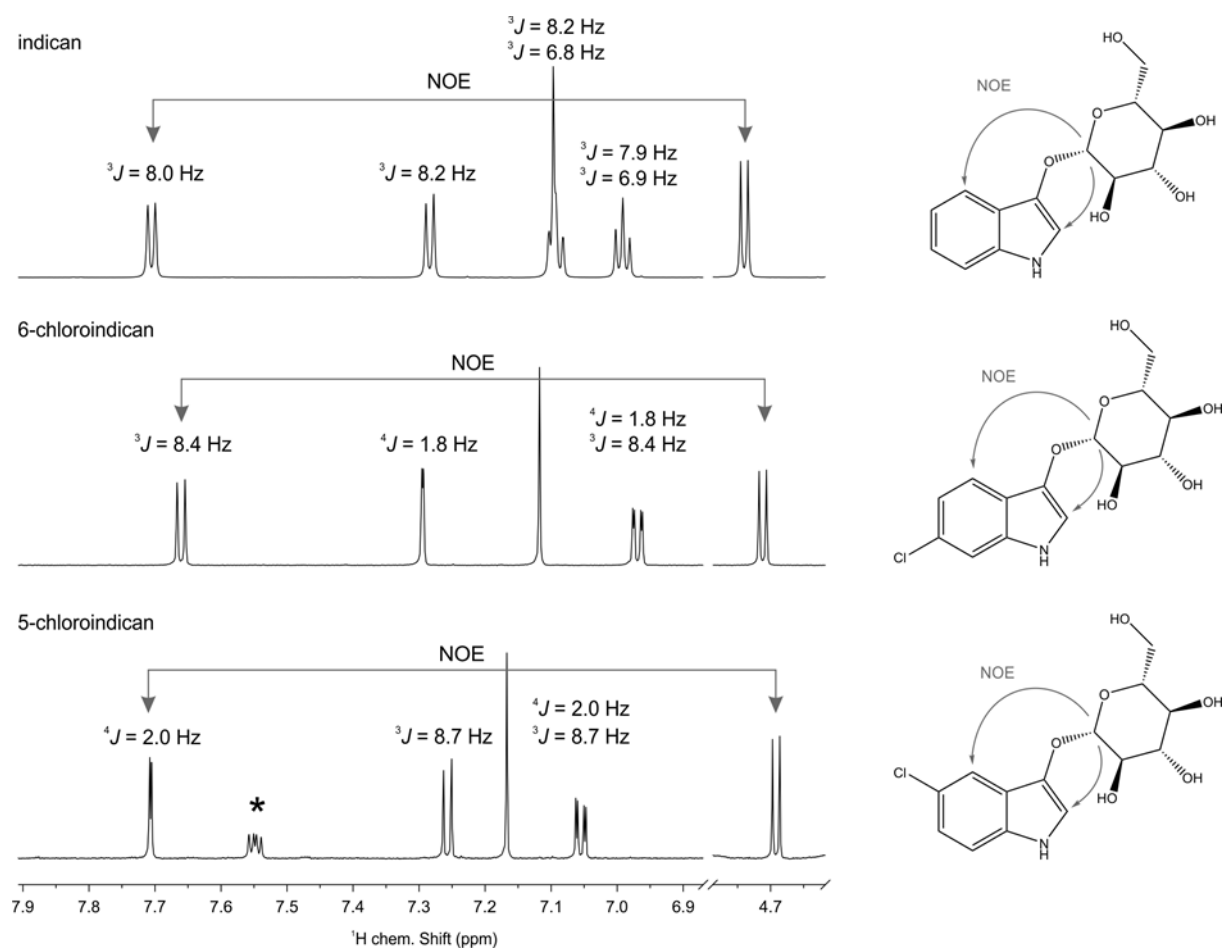 indican
NOE
³J = 8.0 Hz
³J = 8.2 Hz
³J = 8.2 Hz
³J = 6.8 Hz
³J = 7.9 Hz
³J = 6.9 Hz
HO
NOE
O
OH
O
HO
OH
N
H
6-chloroindican
NOE
³J = 8.4 Hz
⁴J = 1.8 Hz
⁴J = 1.8 Hz
³J = 8.4 Hz
HO
NOE
O
OH
O
HO
OH
Cl
N
H
5-chloroindican
NOE
⁴J = 2.0 Hz
*
³J = 8.7 Hz
⁴J = 2.0 Hz
³J = 8.7 Hz
HO
NOE
O
OH
O
Cl
HO
OH
N
H
7.9 7.8 7.7 7.6 7.5 7.4 7.3 7.2 7.1 7.0 6.9 4.7
¹H chem. Shift (ppm)